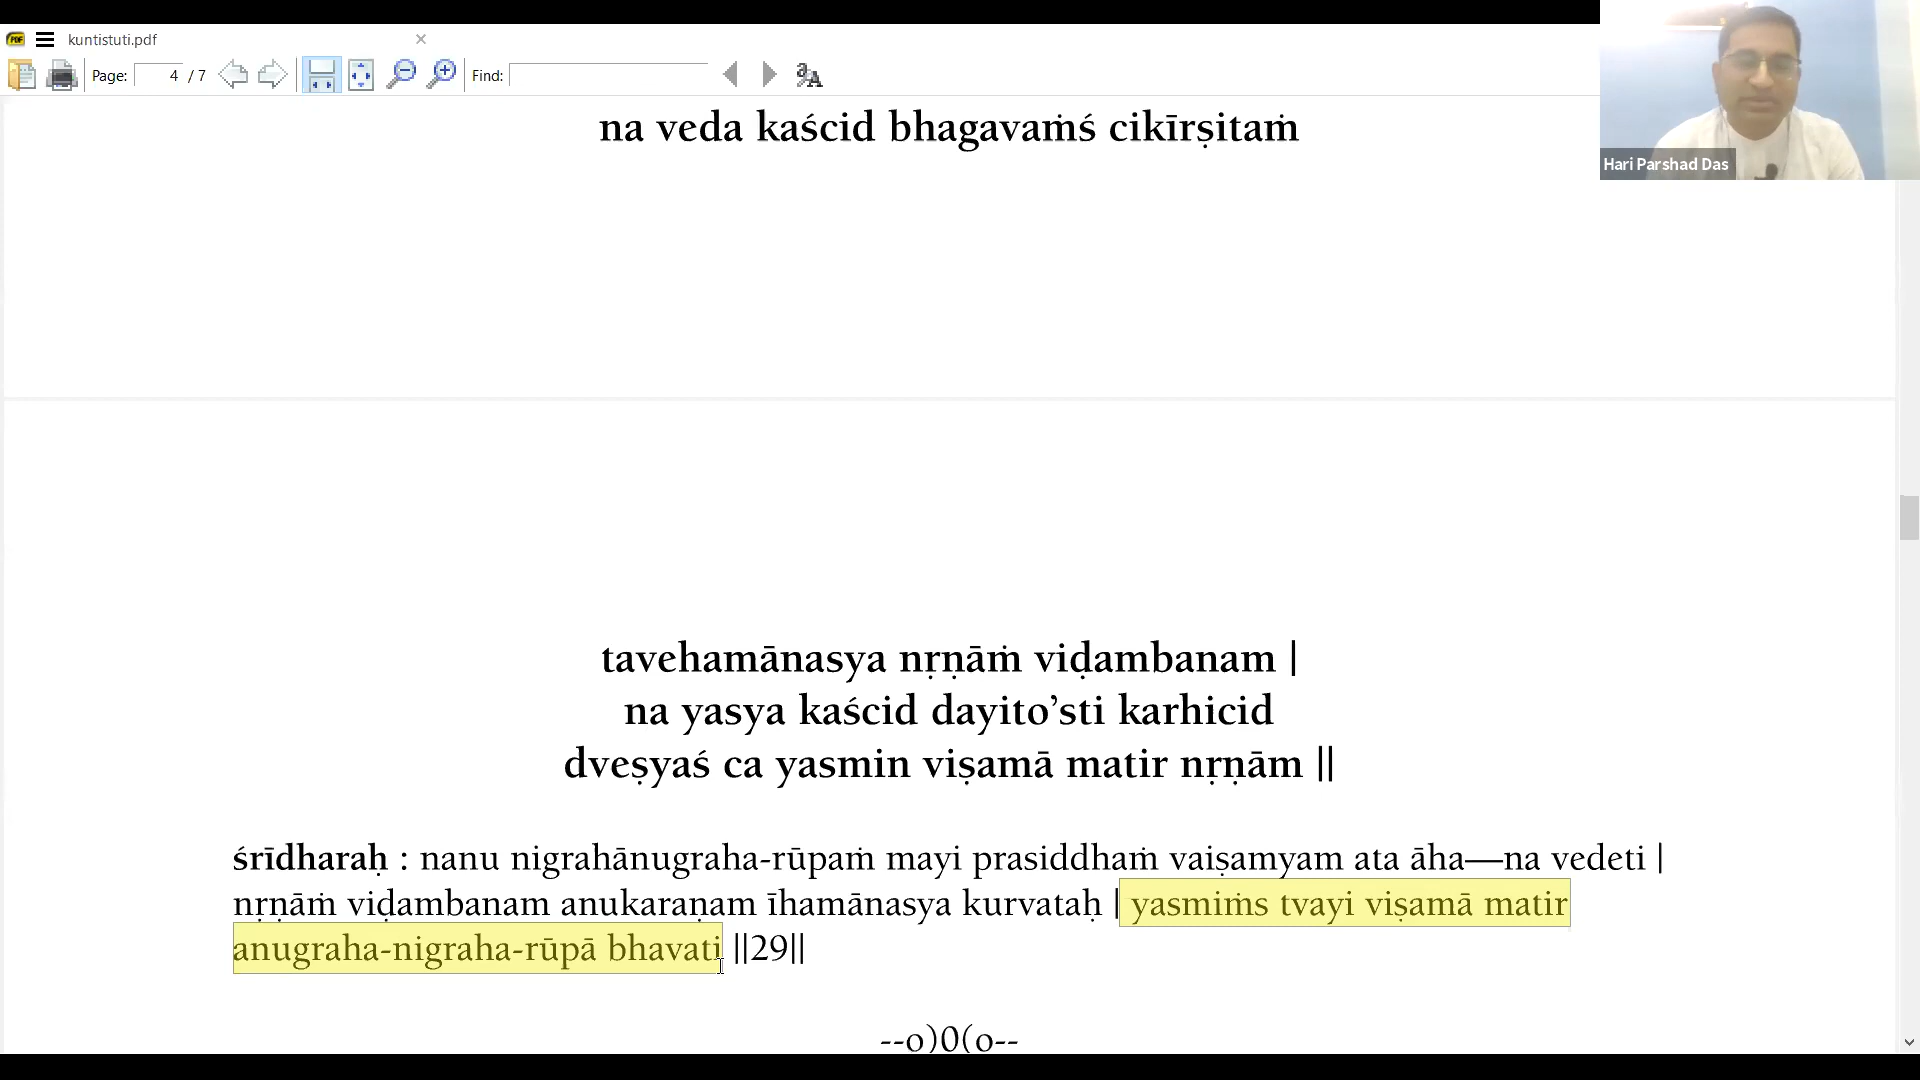 kuntistuti.pdf
Page: 4 / 7 Find:
Hari Parshad Das
na veda kaścid bhagavaṁś cikīrṣitaṁ
tavehamānasya nṛṇāṁ viḍambanam |
na yasya kaścid dayito’sti karhicid
dveṣyaś ca yasmin viṣamā matir nṛṇām ||
śrīdharaḥ : nanu nigrahānugraha-rūpaṁ mayi prasiddhaṁ vaiṣamyam ata āha—na vedeti |
nṛṇāṁ viḍambanam anukaraṇam īhamānasya kurvataḥ | yasmiṁs tvayi viṣamā matir
anugraha-nigraha-rūpā bhavati ||29||
--o)0(o--